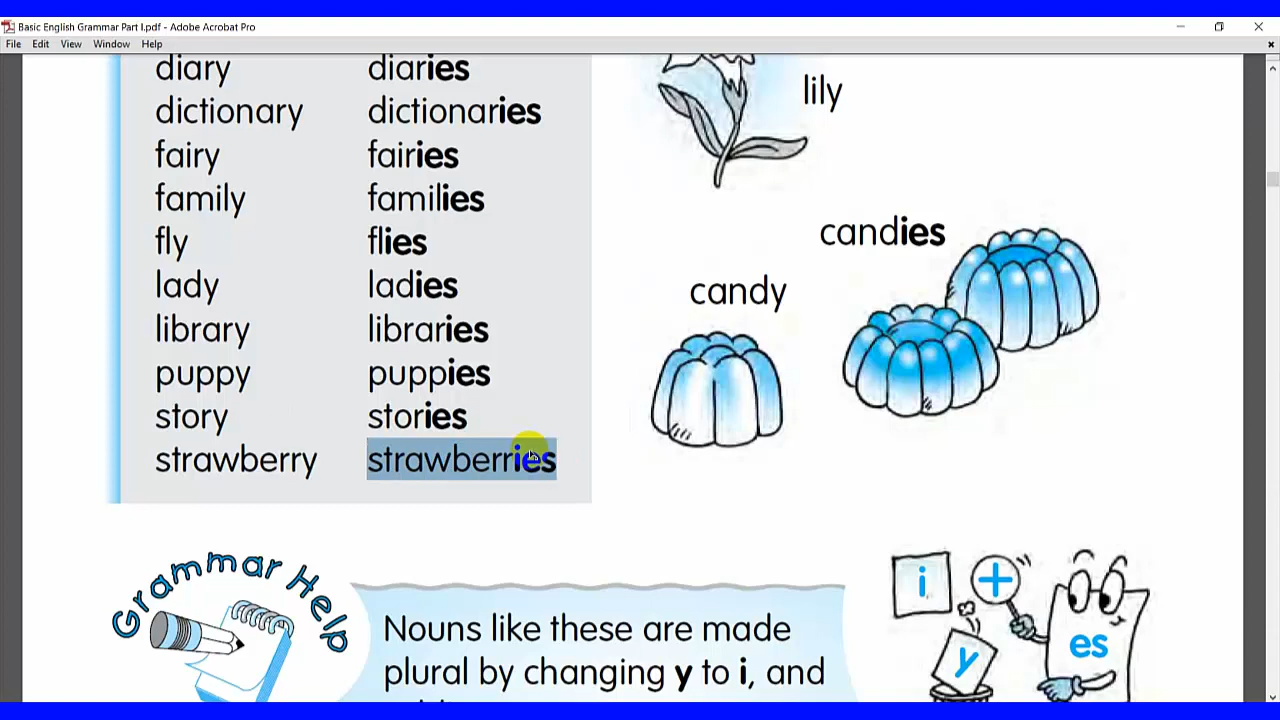 Basic English Grammar Part I.pdf - Adobe Acrobat Pro
File Edit View Window Help
diary diaries
dictionary dictionaries
fairy fairies
family families
fly flies
lady ladies
library libraries
puppy puppies
story stories
strawberry strawberries
lily
candies
candy
Grammar Help
Nouns like these are made
plural by changing y to i, and
i +
y es